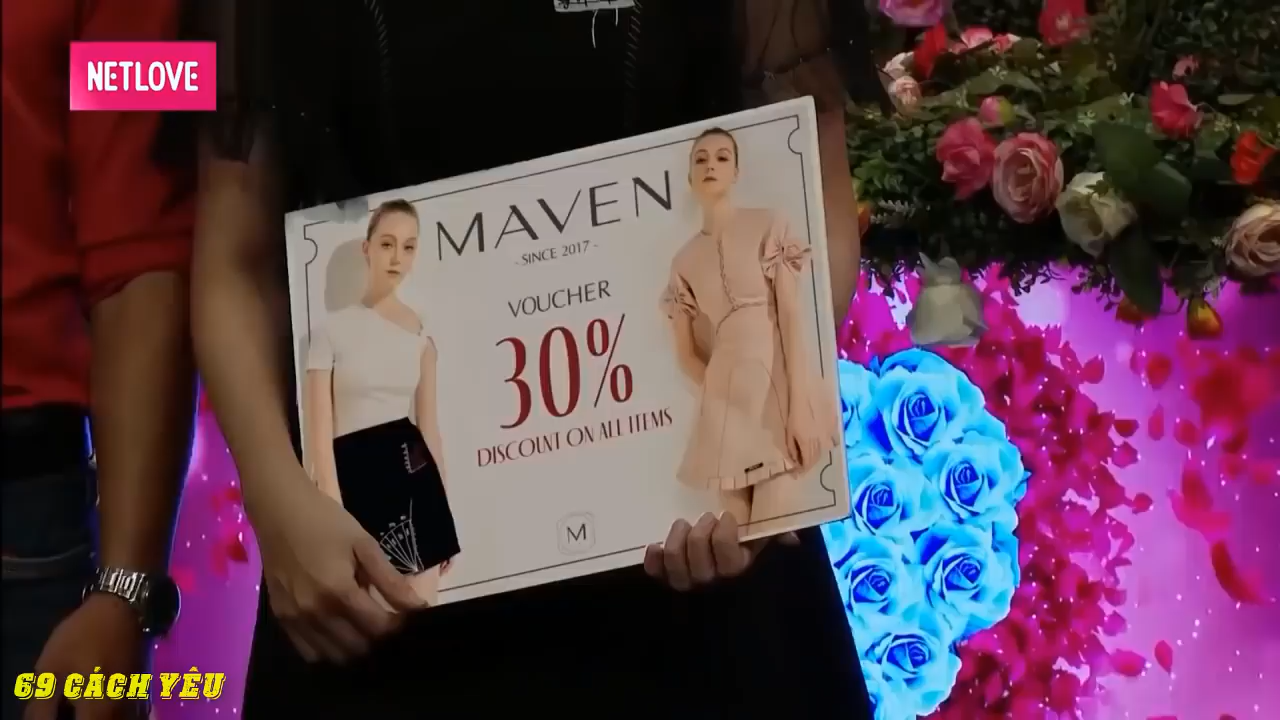 NETLOVE
MAVEN
- SINCE 2017 -
VOUCHER
30%
DISCOUNT ON ALL ITEMS
M
69 CÁCH YÊU